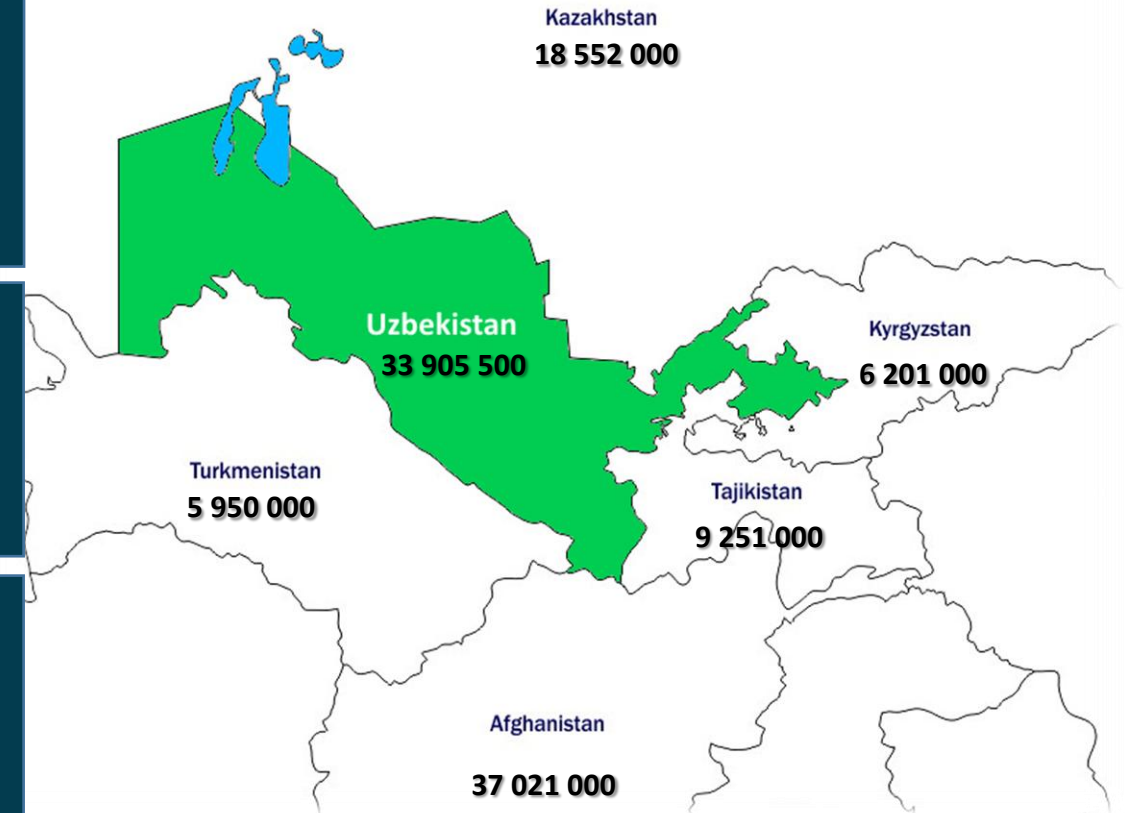 Kazakhstan
18 552 000
Uzbekistan
33 905 500
Kyrgyzstan
6 201 000
Turkmenistan
5 950 000
Tajikistan
9 251 000
Afghanistan
37 021 000